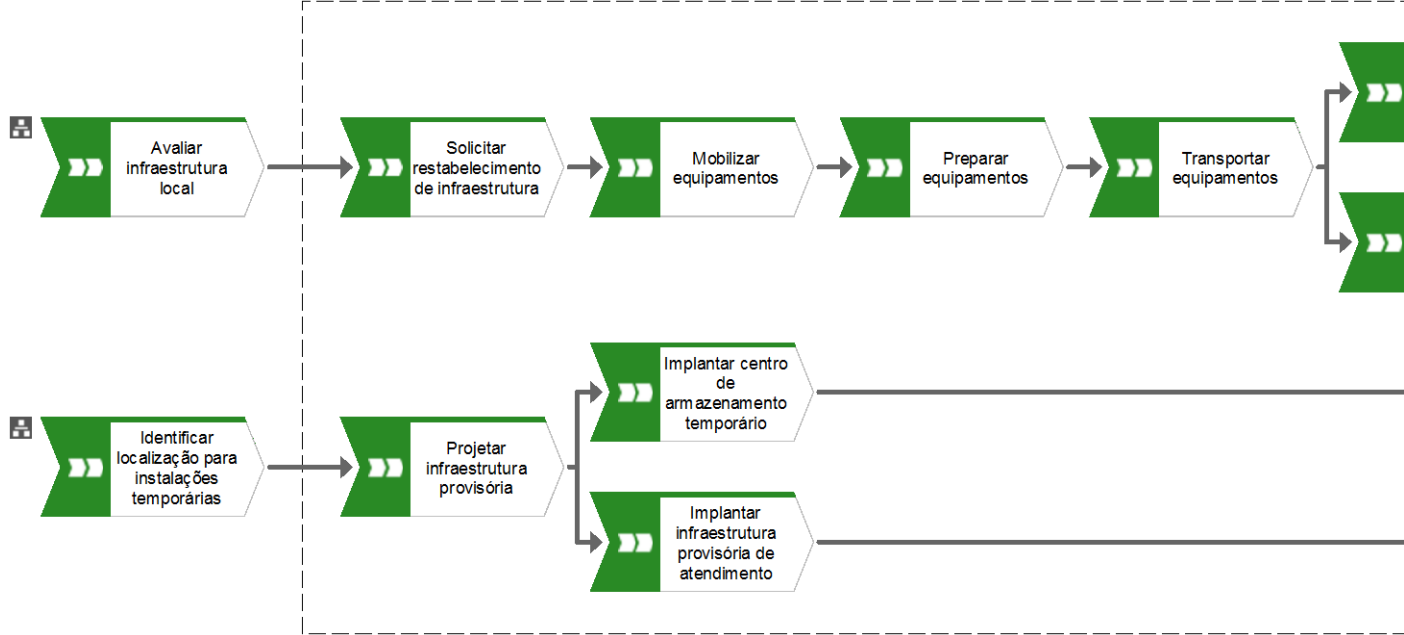 Avaliar
infraestrutura
local
Solicitar
restabelecimento
de infraestrutura
Mobilizar
equipamentos
Preparar
equipamentos
Transportar
equipamentos
Implantar centro
de
armazenamento
temporário
Identificar
localização para
instalações
temporárias
Projetar
infraestrutura
provisória
Implantar
infraestrutura
provisória de
atendimento